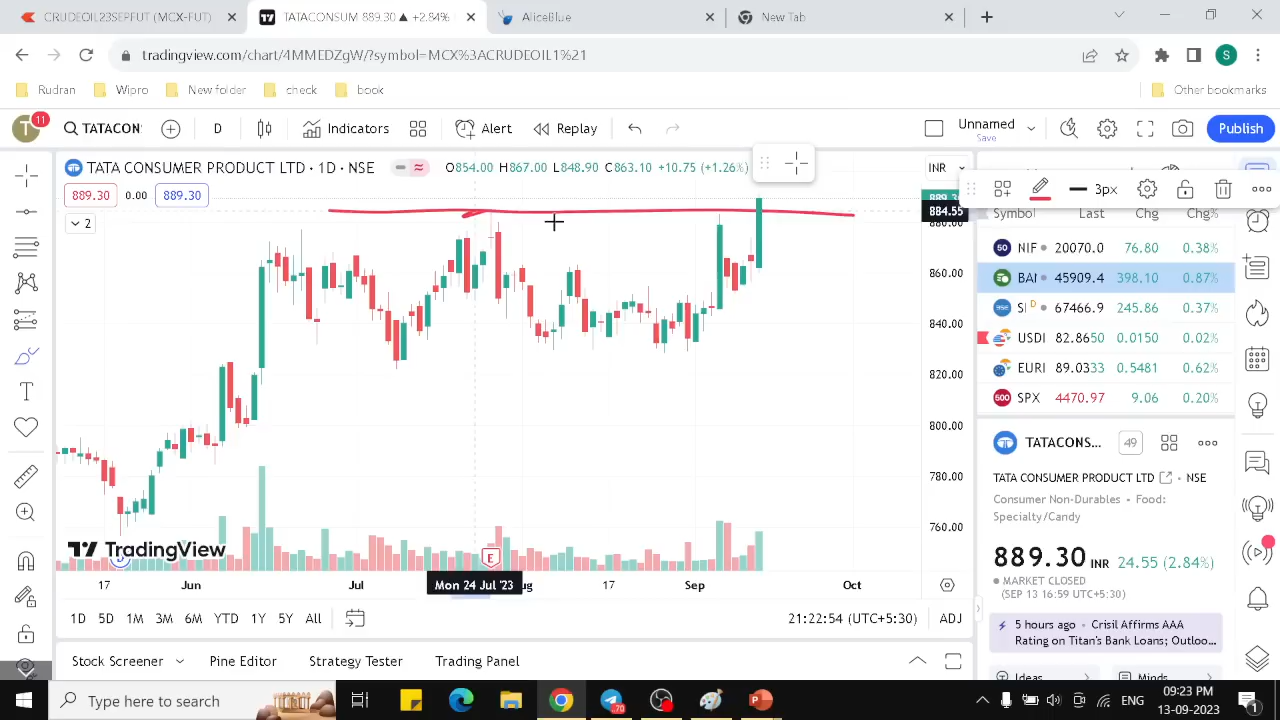 CRUDEOIL23SEPFUT (MCX-FUT
TATACONSUM 889.30 ▲ +2.84%
AliceBlue
New Tab
tradingview.com/chart/4MMEDZgW/?symbol=MCX%3ACRUDEOIL1%21
S
Rudran
Wipro
New folder
check
book
Other bookmarks
T
11
TATACON
D
Indicators
Alert
Replay
Unnamed
Save
Publish
TATA CONSUMER PRODUCT LTD · 1D · NSE
O854.00 H867.00 L848.90 C863.10 +10.75 (+1.26%)
INR
3px
889.30
0.00
889.30
884.55
2
880.00
860.00
840.00
820.00
800.00
780.00
760.00
Symbol
Last
Chg
Chg%
50 NIF 20070.0 76.80 0.38%
BAI 45909.4 398.10 0.87%
D 67466.9 245.86 0.37%
USDI 82.8650 0.0150 0.02%
EURI 89.0333 0.5481 0.62%
500 SPX 4470.97 9.06 0.20%
TATACONS...
49
TATA CONSUMER PRODUCT LTD · NSE
Consumer Non-Durables • Food:
Specialty/Candy
889.30 INR 24.55 (2.84%)
MARKET CLOSED
(SEP 13 16:59 UTC+5:30)
5 hours ago · Crisil Affirms AAA
Rating on Titan's Bank Loans; Outloo...
Ideas
Minds
TradingView
E
17
Jun
Jul
Mon 24 Jul '23
17
Sep
Oct
1D
5D
1M
3M
6M
YTD
1Y
5Y
All
21:22:54 (UTC+5:30)
ADJ
Stock Screener
Pine Editor
Strategy Tester
Trading Panel
Type here to search
ENG
09:23 PM
13-09-2023
1